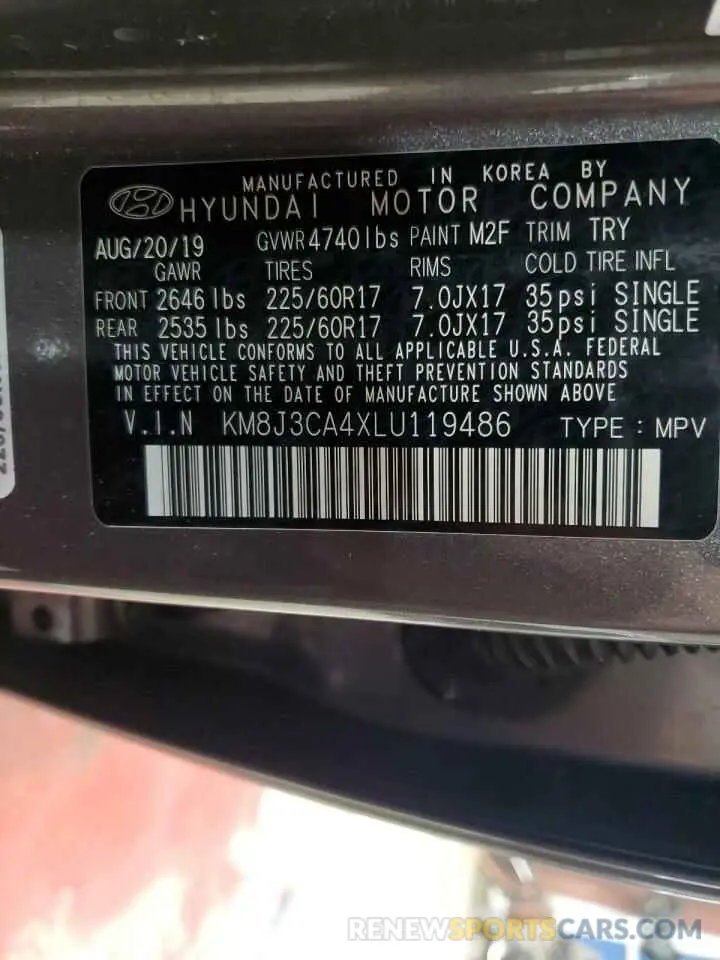 MANUFACTURED IN KOREA BY
HYUNDAI MOTOR COMPANY
AUG/20/19 GVWR 4740 lbs PAINT M2F TRIM TRY
GAWR TIRES RIMS COLD TIRE INFL
FRONT 2646 lbs 225/60R17 7.0JX17 35psi SINGLE
REAR 2535 lbs 225/60R17 7.0JX17 35psi SINGLE
THIS VEHICLE CONFORMS TO ALL APPLICABLE U.S.A. FEDERAL
MOTOR VEHICLE SAFETY AND THEFT PREVENTION STANDARDS
IN EFFECT ON THE DATE OF MANUFACTURE SHOWN ABOVE
V.I.N KM8J3CA4XLU119486 TYPE : MPV
RENEWSPORTSCARS.COM